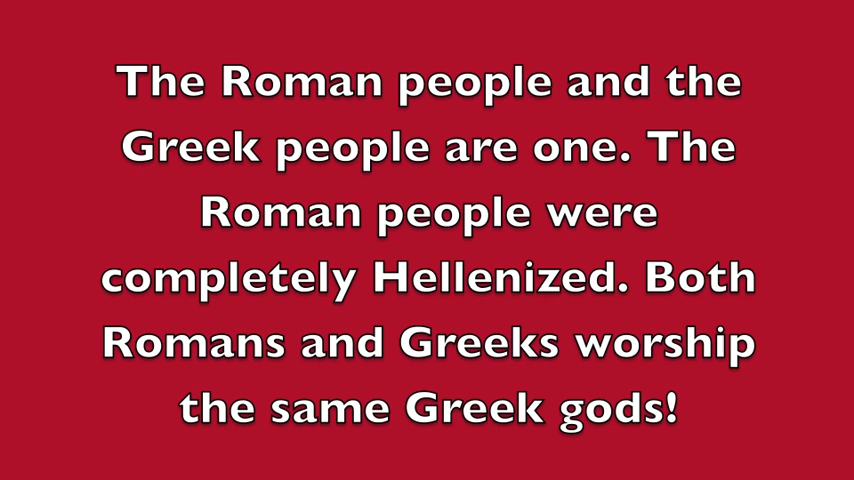 The Roman people and the
Greek people are one. The
Roman people were
completely Hellenized. Both
Romans and Greeks worship
the same Greek gods!